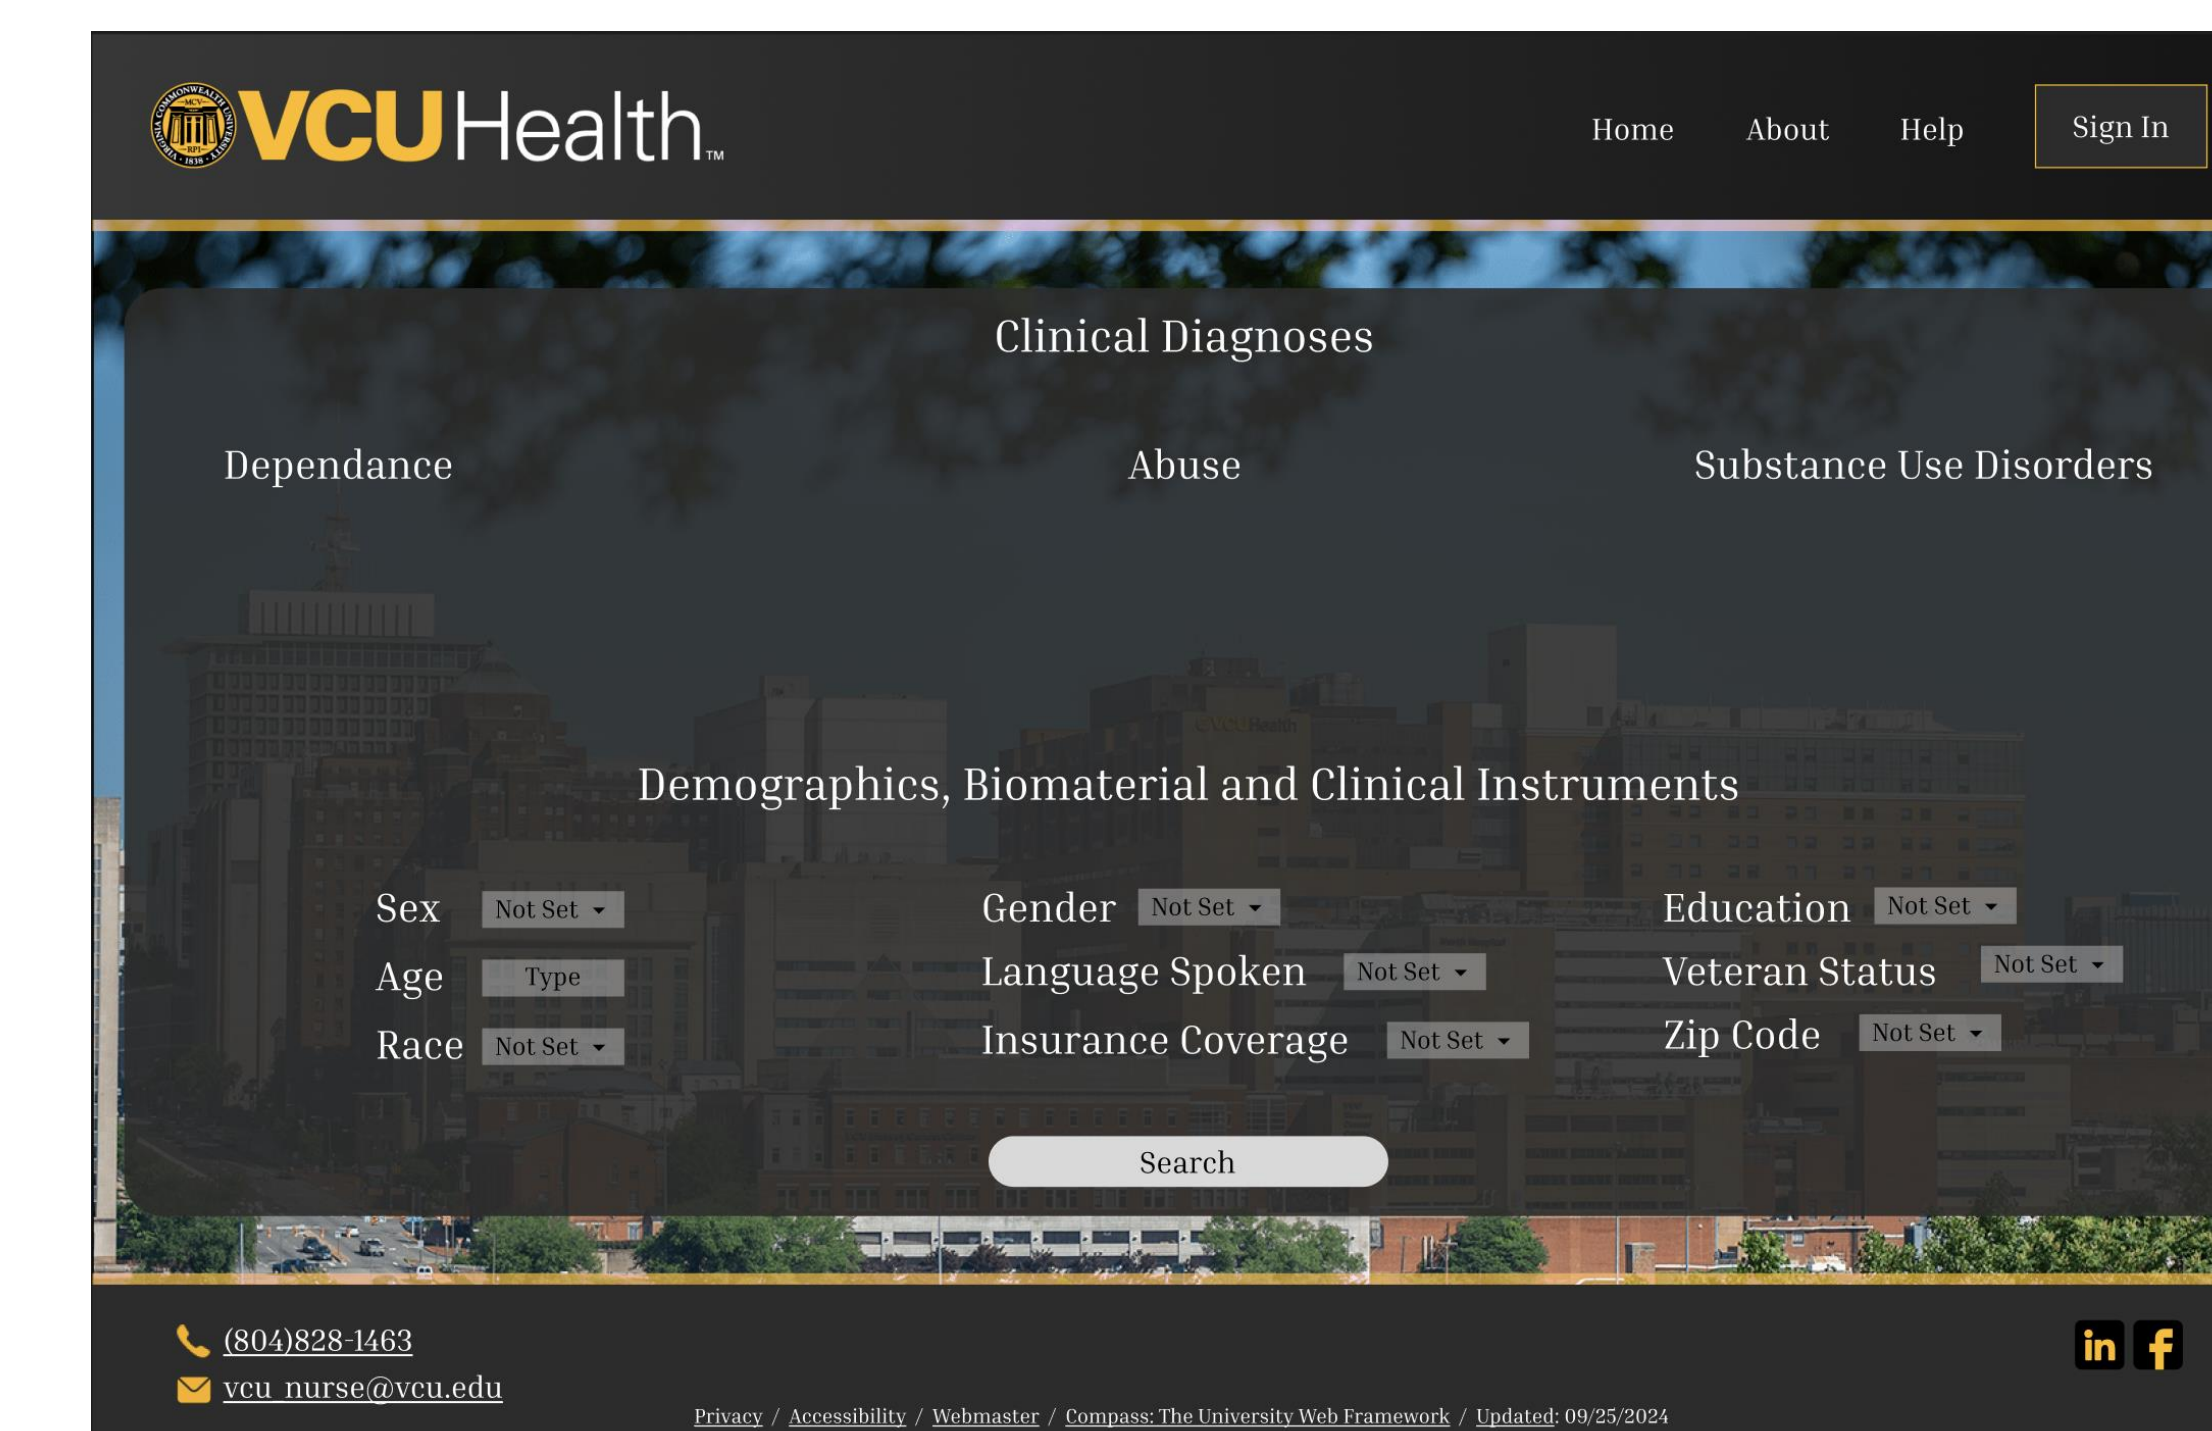 VCU Health™
Home About Help Sign In
Clinical Diagnoses
Dependance Abuse Substance Use Disorders
Demographics, Biomaterial and Clinical Instruments
Sex Not Set Gender Not Set Education Not Set
Age Type Language Spoken Not Set Veteran Status Not Set
Race Not Set Insurance Coverage Not Set Zip Code Not Set
Search
(804)828-1463
vcu_nurse@vcu.edu
Privacy / Accessibility / Webmaster / Compass: The University Web Framework / Updated: 09/25/2024